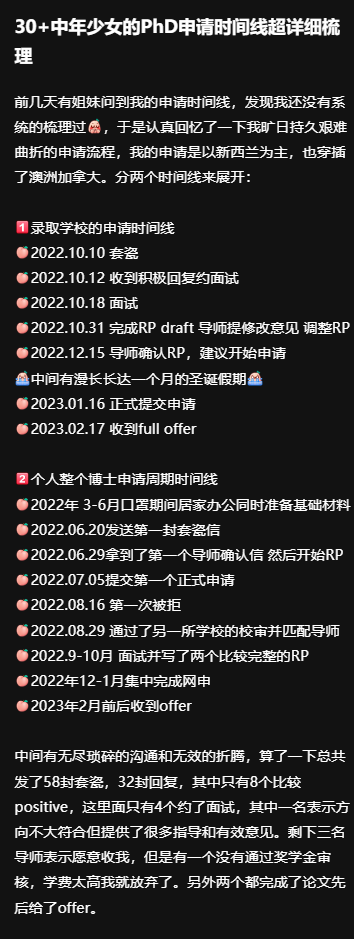 30+中年少女的PhD申请时间线超详细梳
理
前几天有姐妹问到我的申请时间线，发现我还没有系
统的梳理过🙈，于是认真回忆了一下我旷日持久艰难
曲折的申请流程，我的申请是以新西兰为主，也穿插
了澳洲加拿大。分两个时间线来展开：
1️⃣录取学校的申请时间线
🍑2022.10.10 套瓷
🍑2022.10.12 收到积极回复约面试
🍑2022.10.18 面试
🍑2022.10.31 完成RP draft 导师提修改意见 调整RP
🍑2022.12.15 导师确认RP，建议开始申请
🏔中间有漫长长达一个月的圣诞假期🏔
🍑2023.01.16 正式提交申请
🍑2023.02.17 收到full offer
2️⃣个人整个博士申请周期时间线
🍑2022年 3-6月口罩期间居家办公同时准备基础材料
🍑2022.06.20发送第一封套瓷信
🍑2022.06.29拿到了第一个导师确认信 然后开始RP
🍑2022.07.05提交第一个正式申请
🍑2022.08.16 第一次被拒
🍑2022.08.29 通过了另一所学校的校审并匹配导师
🍑2022.9-10月 面试并写了两个比较完整的RP
🍑2022年12-1月集中完成网申
🍑2023年2月前后收到offer
中间有无尽琐碎的沟通和无效的折腾，算了一下总共
发了58封套瓷，32封回复，其中只有8个比较
positive，这里面只有4个约了面试，其中一名表示方
向不大符合但提供了很多指导和有效意见。剩下三名
导师表示愿意收我，但是有一个没有通过奖学金审
核，学费太高我就放弃了。另外两个都完成了论文先
后给了offer。